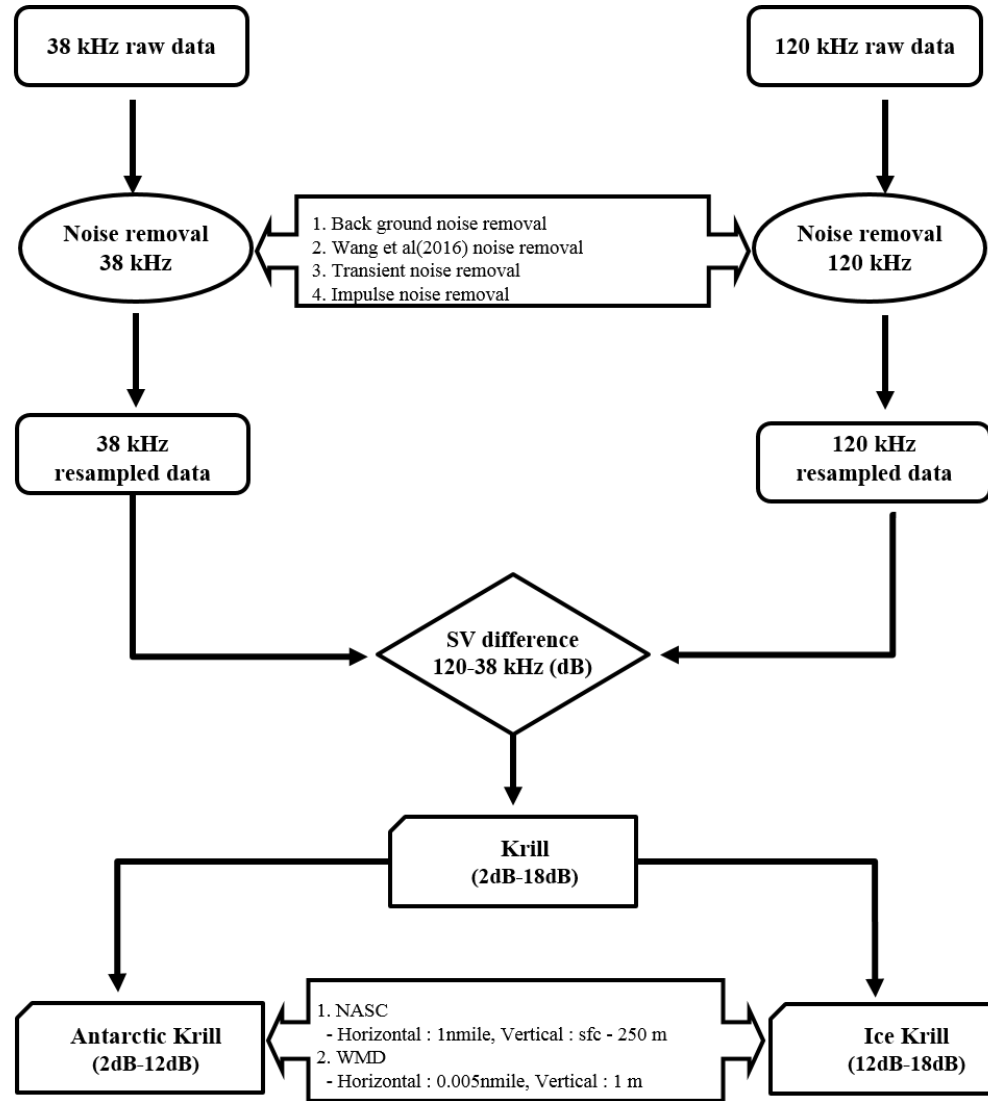 38 kHz raw data
120 kHz raw data
Noise removal
38 kHz
1. Back ground noise removal
2. Wang et al(2016) noise removal
3. Transient noise removal
4. Impulse noise removal
Noise removal
120 kHz
38 kHz
resampled data
120 kHz
resampled data
SV difference
120-38 kHz (dB)
Krill
(2dB-18dB)
Antarctic Krill
(2dB-12dB)
1. NASC
- Horizontal : 1nmile, Vertical : sfc - 250 m
2. WMD
- Horizontal : 0.005nmile, Vertical : 1 m
Ice Krill
(12dB-18dB)